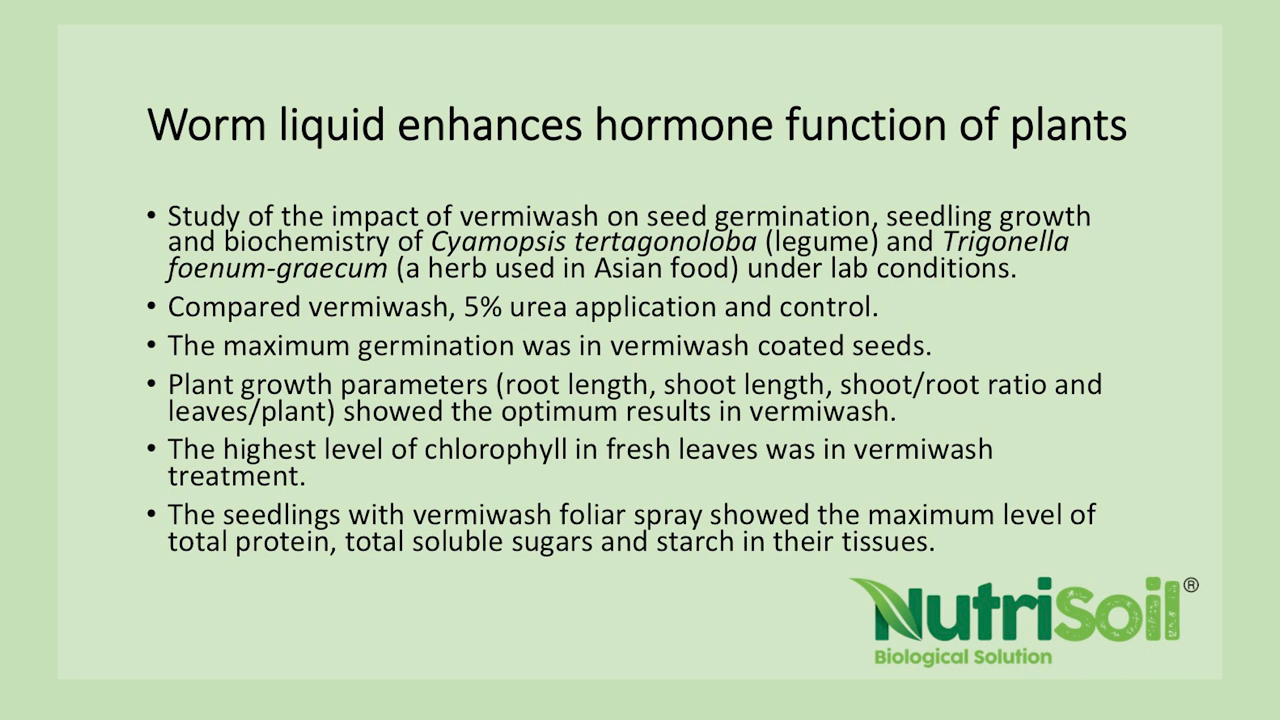 Worm liquid enhances hormone function of plants
• Study of the impact of vermiwash on seed germination, seedling growth
and biochemistry of Cyamopsis tertagonoloba (legume) and Trigonella
foenum-graecum (a herb used in Asian food) under lab conditions.
• Compared vermiwash, 5% urea application and control.
• The maximum germination was in vermiwash coated seeds.
• Plant growth parameters (root length, shoot length, shoot/root ratio and
leaves/plant) showed the optimum results in vermiwash.
• The highest level of chlorophyll in fresh leaves was in vermiwash
treatment.
• The seedlings with vermiwash foliar spray showed the maximum level of
total protein, total soluble sugars and starch in their tissues.
NutriSoil®
Biological Solution